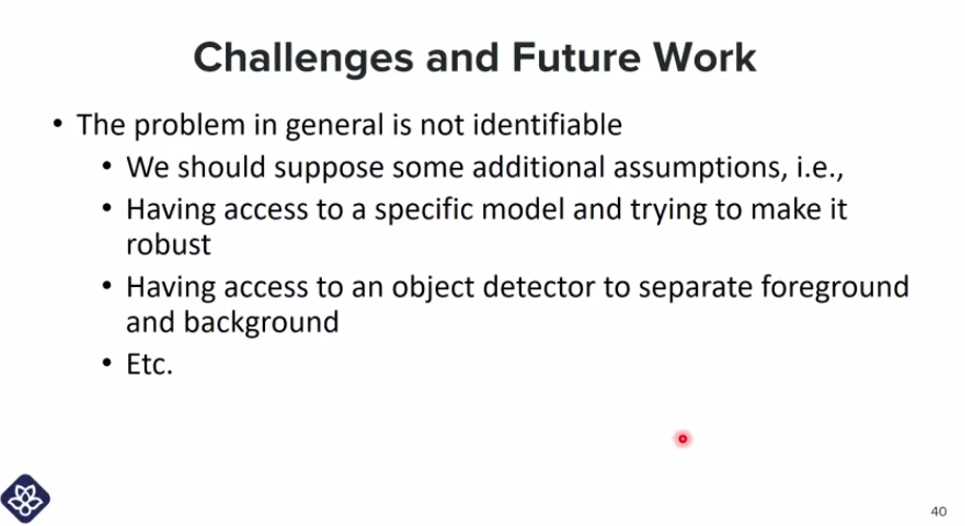 Challenges and Future Work
• The problem in general is not identifiable
• We should suppose some additional assumptions, i.e.,
• Having access to a specific model and trying to make it
robust
• Having access to an object detector to separate foreground
and background
• Etc.
40